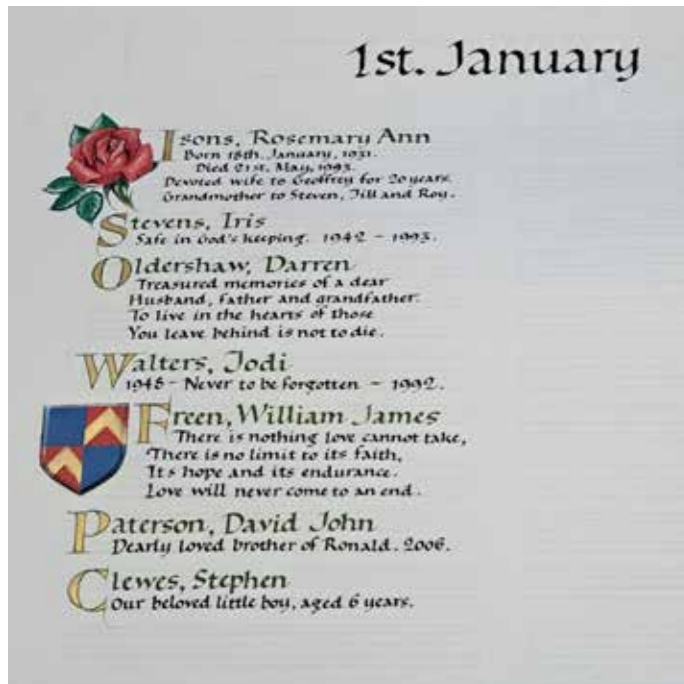 1st. January
Isons, Rosemary Ann
Born 18th. January, 1931.
Died 21st. May, 1993.
Devoted wife to Geoffrey for 20 years.
Grandmother to Steven, Jill and Roy.
Stevens, Iris
Safe in God's keeping. 1942 - 1993.
Oldershaw, Darren
Treasured memories of a dear
Husband, father and grandfather.
To live in the hearts of those
You leave behind is not to die.
Walters, Jodi
1948 - Never to be forgotten - 1992.
Freen, William James
There is nothing love cannot take,
There is no limit to its faith,
Its hope and its endurance.
Love will never come to an end.
Paterson, David John
Dearly loved brother of Ronald. 2006.
Clewes, Stephen
Our beloved little boy, aged 6 years.